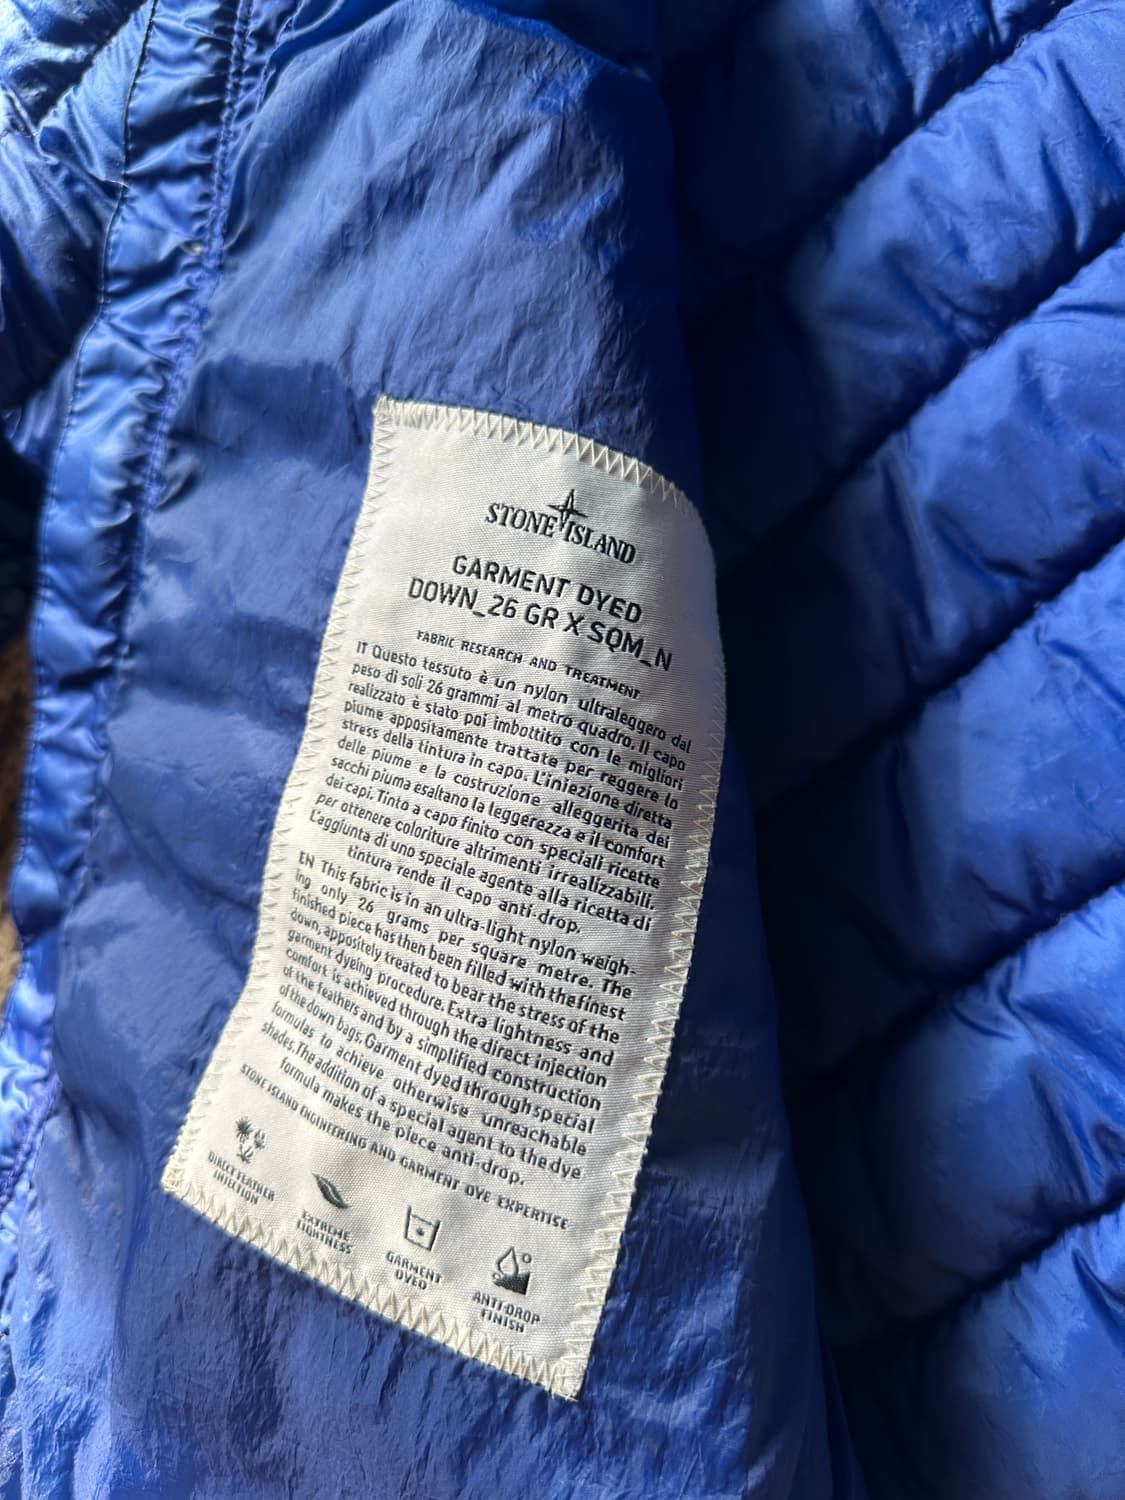 STONE ISLAND
GARMENT DYED
DOWN_26 GR X SQM_N
FABRIC RESEARCH AND TREATMENT
IT Questo tessuto è un nylon ultraleggero dal
peso di soli 26 grammi al metro quadro. Il capo
realizzato è stato poi imbottito con le migliori
piume appositamente trattate per reggere lo
stress della tintura in capo. L'iniezione diretta
delle piume e la costruzione alleggerita dei
sacchi piuma esaltano la leggerezza e il comfort
dei capi. Tinto a capo finito con speciali ricette
per ottenere coloriture altrimenti irrealizzabili.
L'aggiunta di uno speciale agente alla ricetta di
tintura rende il capo anti-drop.
EN This fabric is in an ultra-light nylon weigh-
ing only 26 grams per square metre. The
finished piece has then been filled with the finest
down, appositely treated to bear the stress of the
garment dyeing procedure. Extra lightness and
comfort is achieved through the direct injection
of the feathers and by a simplified construction
of the down bags. Garment dyed through special
formulas to achieve otherwise unreachable
shades. The addition of a special agent to the dye
formula makes the piece anti-drop.
STONE ISLAND ENGINEERING AND GARMENT DYE EXPERTISE
DIRECT FEATHER
INJECTION
EXTREME
LIGHTNESS
GARMENT
DYED
ANTI-DROP
FINISH